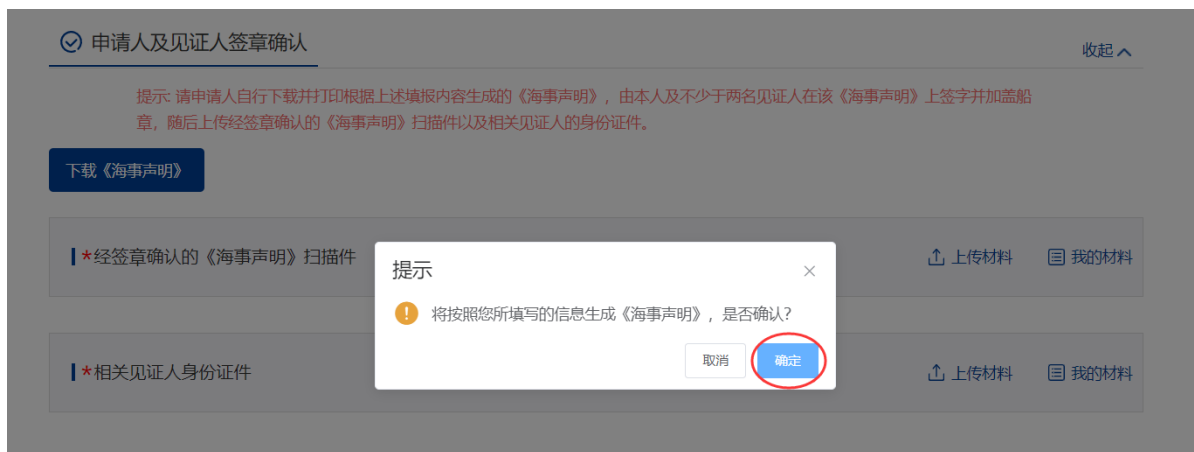 申请人及见证人签章确认
收起
提示: 请申请人自行下载并打印根据上述填报内容生成的《海事声明》，由本人及不少于两名见证人在该《海事声明》上签字并加盖船
章，随后上传经签章确认的《海事声明》扫描件以及相关见证人的身份证件。
下载《海事声明》
*经签章确认的《海事声明》扫描件
上传材料
我的材料
提示
将按照您所填写的信息生成《海事声明》，是否确认？
取消
确定
*相关见证人身份证件
上传材料
我的材料